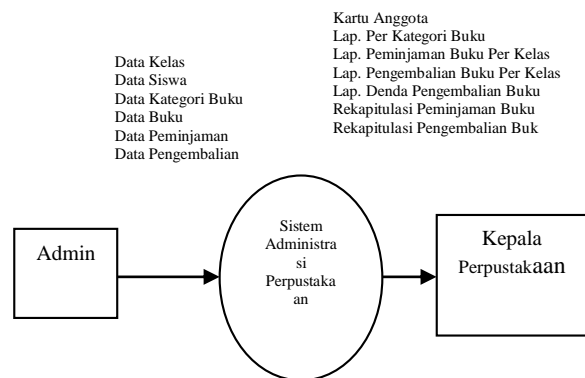 Kartu Anggota
Lap. Per Kategori Buku
Lap. Peminjaman Buku Per Kelas
Lap. Pengembalian Buku Per Kelas
Lap. Denda Pengembalian Buku
Rekapitulasi Peminjaman Buku
Rekapitulasi Pengembalian Buk
Data Kelas
Data Siswa
Data Kategori Buku
Data Buku
Data Peminjaman
Data Pengembalian
Admin
Sistem
Administra
si
Perpustaka
an
Kepala
Perpustakaan